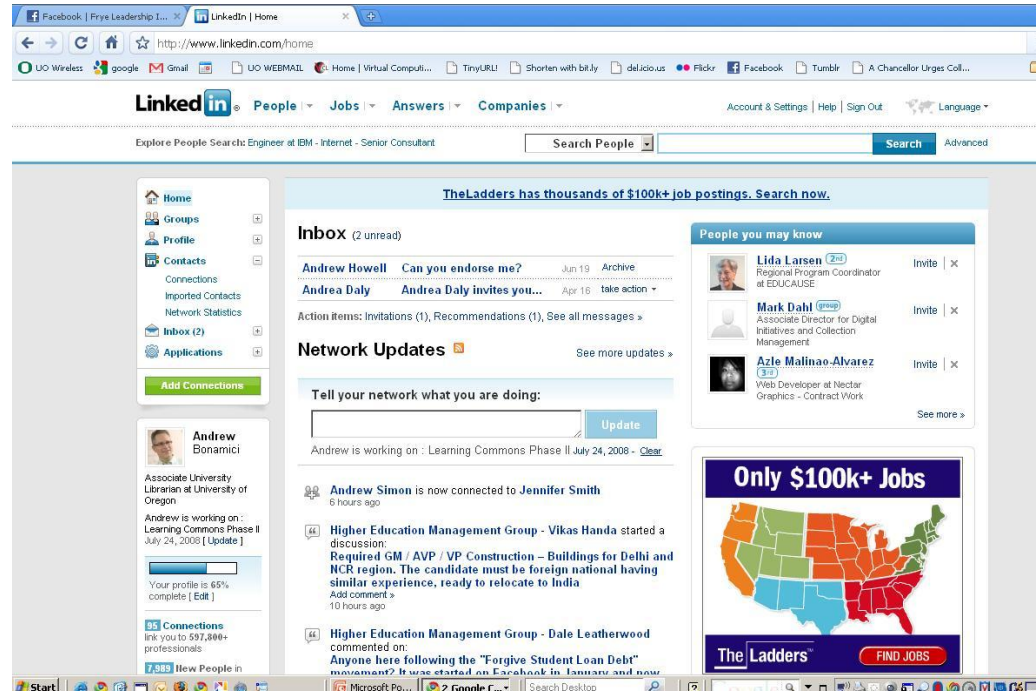 Facebook | Frye Leadership I...
LinkedIn | Home
http://www.linkedin.com/home
UO Wireless google Gmail UO WEBMAIL Home | Virtual Computi... TinyURL! Shorten with bit.ly del.icio.us Flickr Facebook Tumblr A Chancellor Urges Coll...
Linked in People Jobs Answers Companies Account & Settings | Help | Sign Out Language
Explore People Search: Engineer at IBM - Internet - Senior Consultant Search People Search Advanced
Home
Groups
Profile
Contacts
Connections
Imported Contacts
Network Statistics
Inbox (2)
Applications
Add Connections
Andrew
Bonamici
Associate University
Librarian at University of
Oregon
Andrew is working on :
Learning Commons Phase II
July 24, 2008 [ Update ]
Your profile is 65%
complete [ Edit ]
95 Connections
link you to 597,800+
professionals
7,989 New People in
TheLadders has thousands of $100k+ job postings. Search now.
Inbox (2 unread)
Andrew Howell Can you endorse me? Jun 19 Archive
Andrea Daly Andrea Daly invites you... Apr 16 take action
Action items: Invitations (1), Recommendations (1), See all messages »
Network Updates See more updates »
Tell your network what you are doing:
Update
Andrew is working on : Learning Commons Phase II July 24, 2008 - Clear
Andrew Simon is now connected to Jennifer Smith
6 hours ago
Higher Education Management Group - Vikas Handa started a
discussion:
Required GM / AVP / VP Construction – Buildings for Delhi and
NCR region. The candidate must be foreign national having
similar experience, ready to relocate to India
Add comment »
10 hours ago
Higher Education Management Group - Dale Leatherwood
commented on:
Anyone here following the "Forgive Student Loan Debt"
movement? It was started on Facebook in January and now
People you may know
Lida Larsen 2nd Invite
Regional Program Coordinator
at EDUCAUSE
Mark Dahl group Invite
Associate Director for Digital
Initiatives and Collection
Management
Azle Malinao-Alvarez Invite
3rd
Web Developer at Nectar
Graphics - Contract Work
See more »
Only $100k+ Jobs
The Ladders™ FIND JOBS
Start Microsoft Po... 2 Google C... Search Desktop